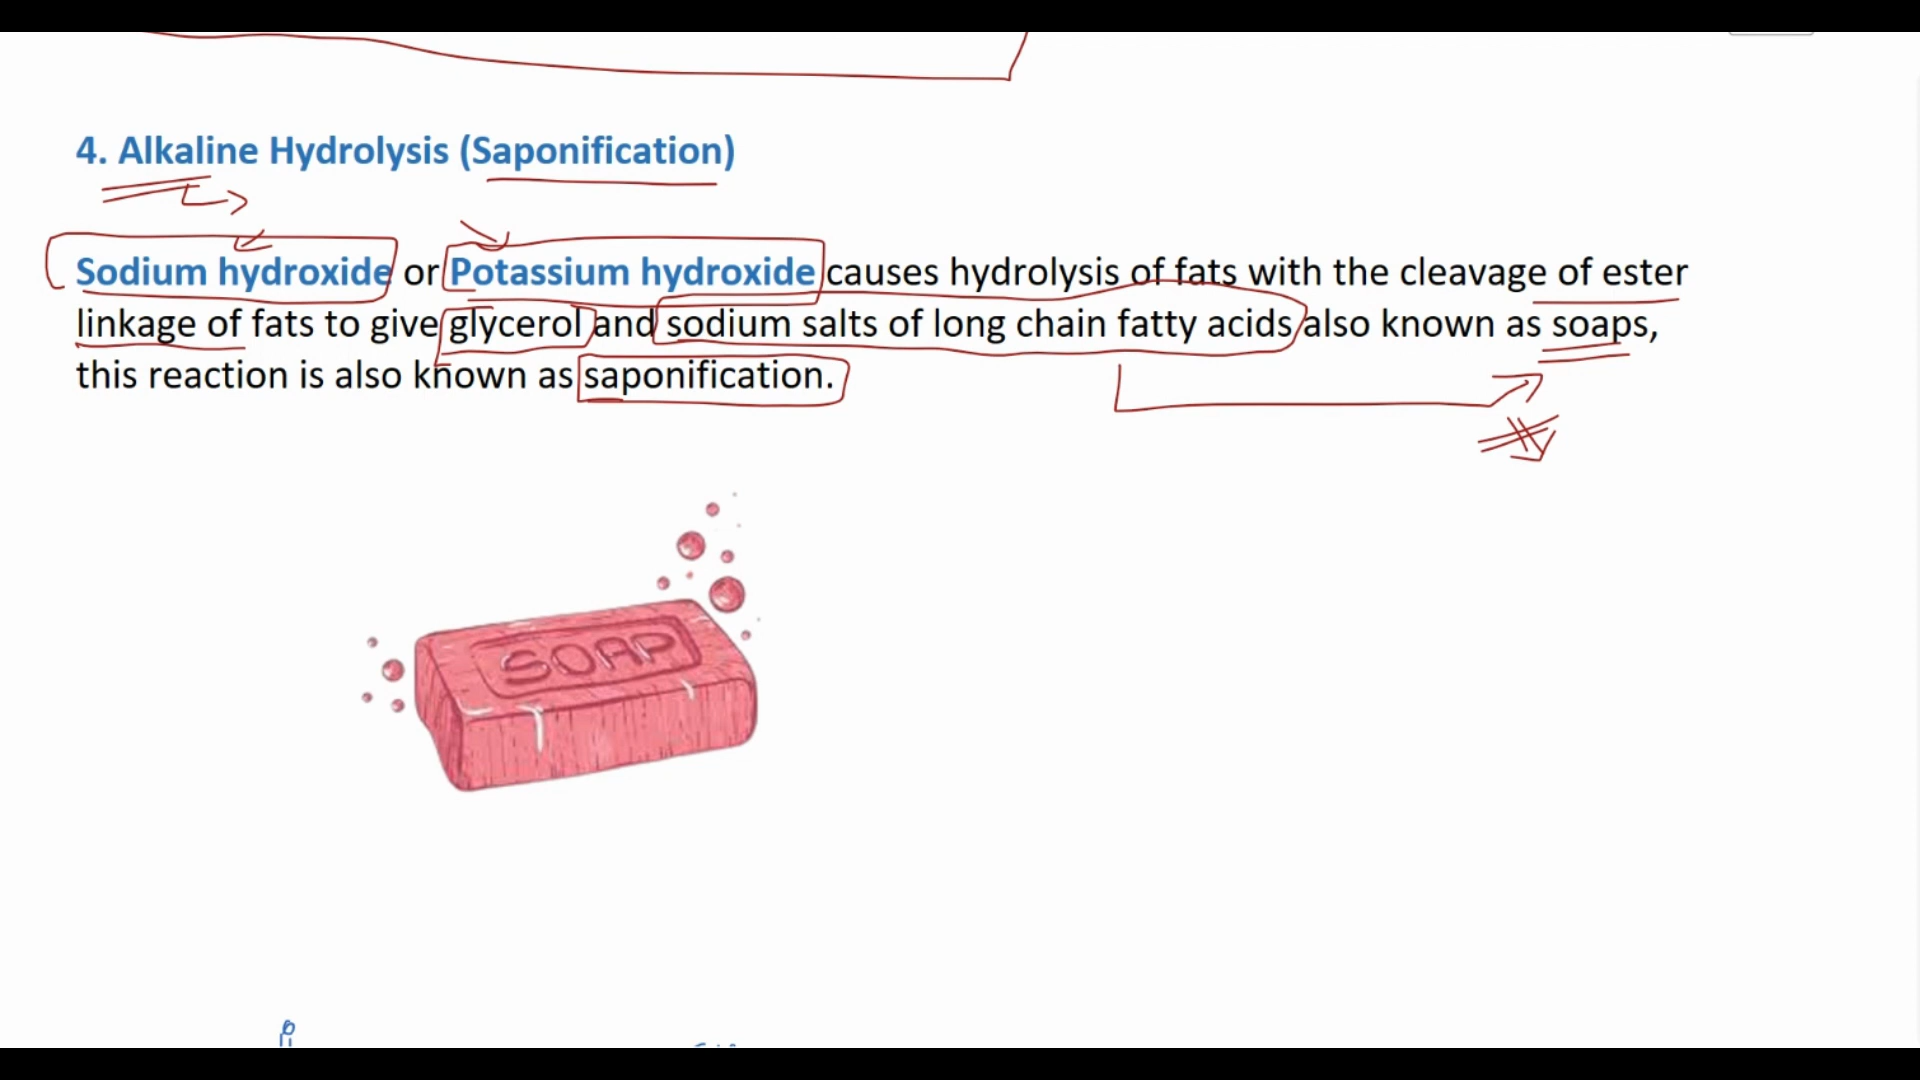 4. Alkaline Hydrolysis (Saponification)
Sodium hydroxide or Potassium hydroxide causes hydrolysis of fats with the cleavage of ester
linkage of fats to give glycerol and sodium salts of long chain fatty acids also known as soaps,
this reaction is also known as saponification.
SOAP